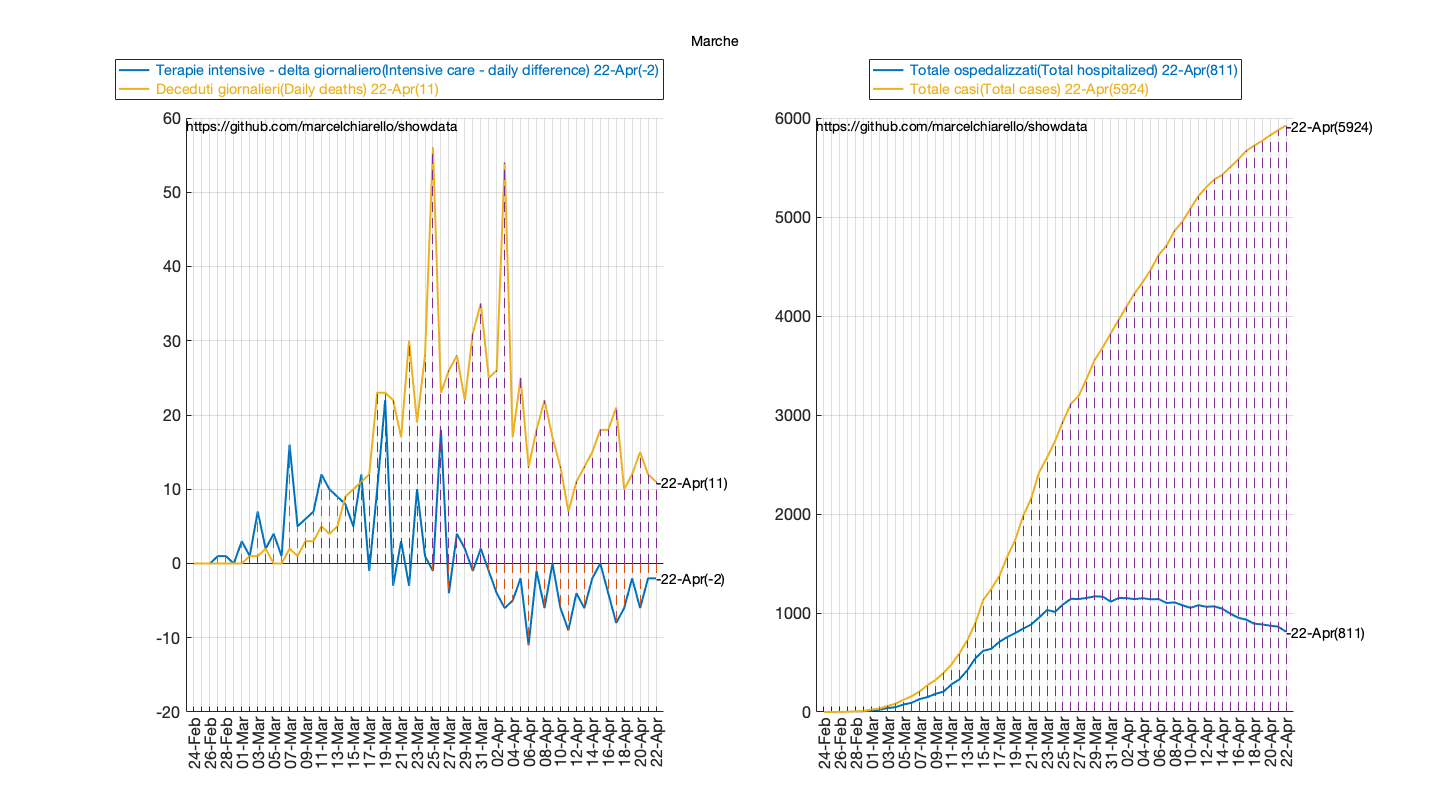 Marche
Terapie intensive - delta giornaliero(Intensive care - daily difference) 22-Apr(-2)
Deceduti giornalieri(Daily deaths) 22-Apr(11)
https://github.com/marcelchiarello/showdata
60
50
40
30
20
10
0
-10
-20
-22-Apr(11)
-22-Apr(-2)
24-Feb
26-Feb
28-Feb
01-Mar
03-Mar
05-Mar
07-Mar
09-Mar
11-Mar
13-Mar
15-Mar
17-Mar
19-Mar
21-Mar
23-Mar
25-Mar
27-Mar
29-Mar
31-Mar
02-Apr
04-Apr
06-Apr
08-Apr
10-Apr
12-Apr
14-Apr
16-Apr
18-Apr
20-Apr
22-Apr
Totale ospedalizzati(Total hospitalized) 22-Apr(811)
Totale casi(Total cases) 22-Apr(5924)
https://github.com/marcelchiarello/showdata
6000
5000
4000
3000
2000
1000
0
-22-Apr(5924)
-22-Apr(811)
24-Feb
26-Feb
28-Feb
01-Mar
03-Mar
05-Mar
07-Mar
09-Mar
11-Mar
13-Mar
15-Mar
17-Mar
19-Mar
21-Mar
23-Mar
25-Mar
27-Mar
29-Mar
31-Mar
02-Apr
04-Apr
06-Apr
08-Apr
10-Apr
12-Apr
14-Apr
16-Apr
18-Apr
20-Apr
22-Apr